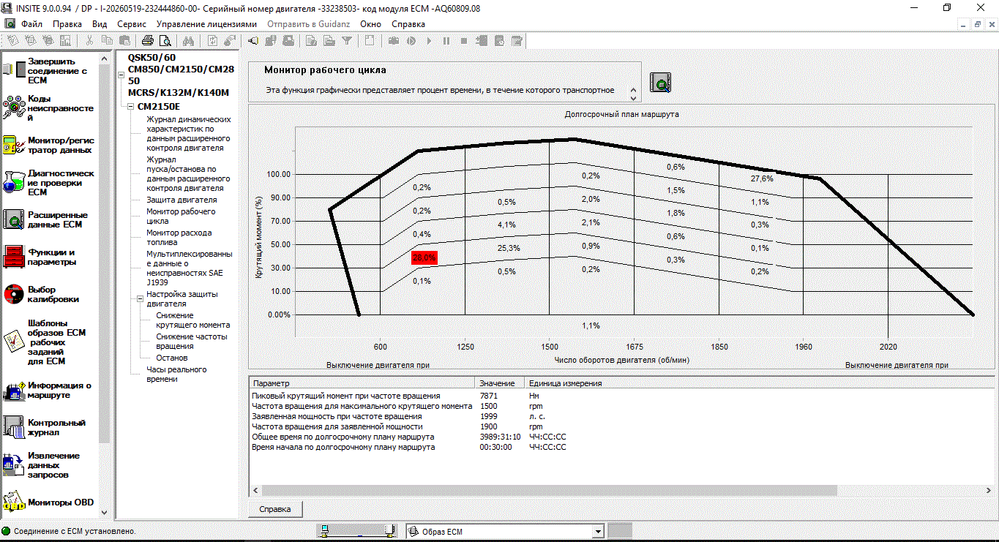 INSITE 9.0.0.94 / DP - I-20260519-232444860-00- Серийный номер двигателя -33238503- код модуля ECM -AQ60809.08
Файл Правка Вид Сервис Управление лицензиями Отправить в Guidanz Окно Справка
Завершить
соединение с
ECM
Коды
неисправносте
й
Монитор/регис
тратор данных
Диагностическ
ие проверки
ECM
Расширенные
данные ECM
Функции и
параметры
Выбор
калибровки
Шаблоны
образов ECM
рабочих
заданий
для ECM
Информация о
маршруте
Контрольный
журнал
Извлечение
данных
запросов
Мониторы OBD
QSK50/60
CM850/CM2150/CM28
50
MCRS/K132M/K140M
CM2150E
Журнал динамических
характеристик по
данным расширенного
контроля двигателя
Журнал
пуска/останова по
данным расширенного
контроля двигателя
Защита двигателя
Монитор рабочего
цикла
Монитор расхода
топлива
Мультиплексированны
е данные о
неисправностях SAE
J1939
Настройка защиты
двигателя
Снижение
крутящего момента
Снижение частоты
вращения
Останов
Часы реального
времени
Монитор рабочего цикла
Эта функция графически представляет процент времени, в течение которого транспортное
Долгосрочный план маршрута
Крутящий момент (%)
100.00
90.00
70.00
50.00
30.00
10.00
0.00%
0,2% 0,2% 0,6% 27,6%
0,2% 0,5% 2,0% 1,5% 1,1%
0,4% 4,1% 2,1% 1,8% 0,3%
28,0% 25,3% 0,9% 0,6% 0,1%
0,1% 0,5% 0,2% 0,3% 0,2%
1,1%
600 1250 1500 1675 1850 1960 2020
Число оборотов двигателя (об/мин)
Выключение двигателя при Выключение двигателя при
Параметр Значение Единица измерения
Пиковый крутящий момент при частоте вращения 7871 Нм
Частота вращения для максимального крутящего момента 1500 rpm
Заявленная мощность при частоте вращения 1999 л. с.
Частота вращения для заявленной мощности 1900 rpm
Общее время по долгосрочному плану маршрута 3989:31:10 ЧЧ:СС:СС
Время начала по долгосрочному плану маршрута 00:30:00 ЧЧ:СС:СС
Справка
Соединение с ECM установлено.
Образ ECM